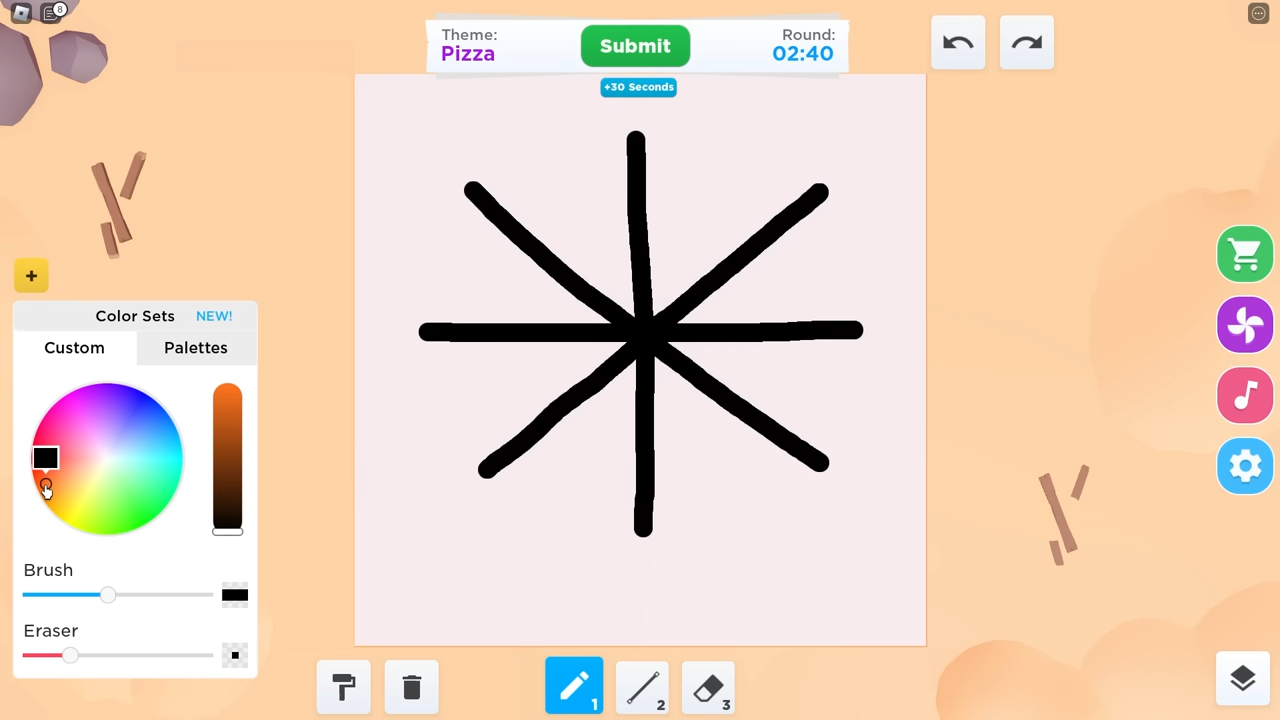 8
Theme:
Pizza
Submit
Round:
02:40
+30 Seconds
+
Color Sets NEW!
Custom Palettes
Brush
Eraser
1
2
3